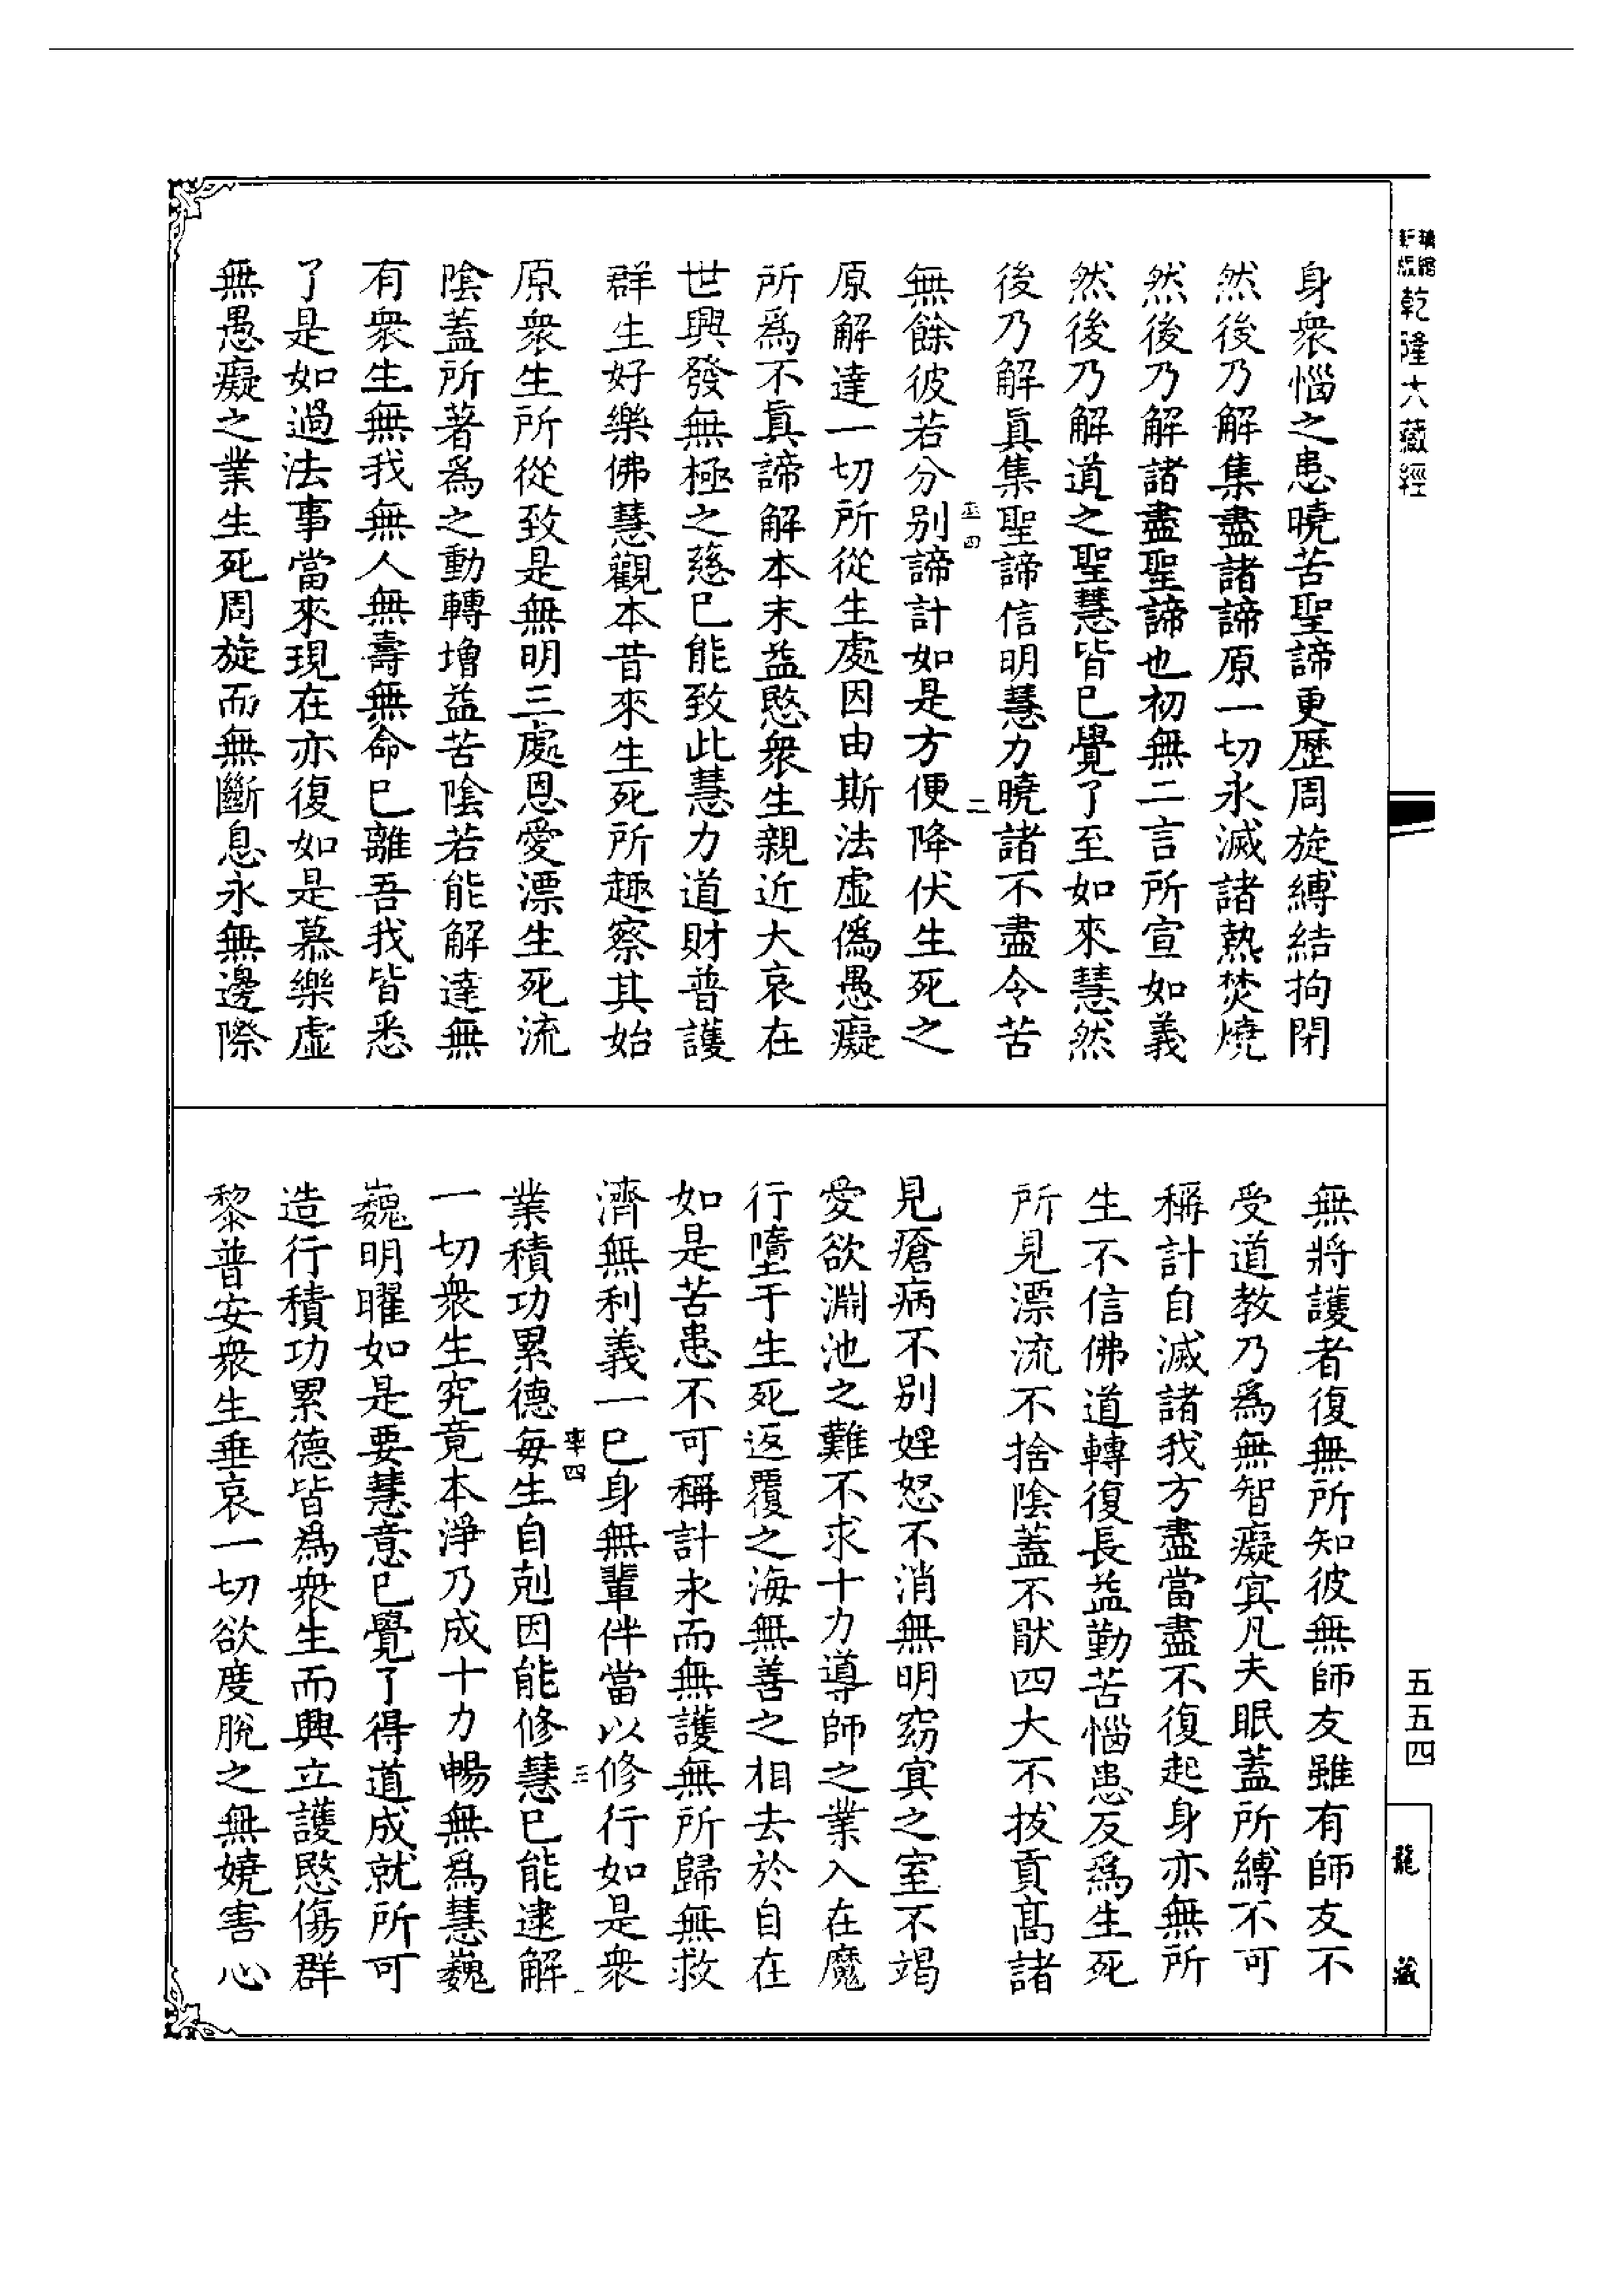 乾隆大藏經
身衆惱之患曉苦聖諦更歷周旋縛結拘閉
然後乃解集盡諸諦原一切永滅諸熱焚燒
然後乃解諸盡聖諦也初無二言所宣如義
然後乃解道之聖慧皆已覺了至如來慧然
後乃解眞集聖諦信明慧力曉諸不盡令苦
無餘彼若分別諦計如是方便降伏生死之
原解達一切所從生處因由斯法虛僞愚癡
所爲不眞諦解本末益愍衆生親近大哀在
世興發無極之慈已能致此慧力道財普護
群生好樂佛慧觀本昔來生死所趣察其始
原衆生所從致是無明三處恩愛漂生死流
陰蓋所著爲之動轉增益苦陰若能解達無
有衆生無我無人無壽無命已離吾我皆悉
了是如過法事當來現在亦復如是慕樂虛
無愚癡之業生死周旋而無斷息永無邊際
無將護者復無所知彼無師友雖有師友不
受道教乃爲無智癡冥凡夫眠蓋所縛不可
稱計自滅諸我方盡當盡不復起身亦無所
生不信佛道轉復長益勤苦惱患反爲生死
所見漂流不捨陰蓋不猒四大不拔貢高諸
見瘡病不別婬怒不消無明窈冥之室不竭
愛欲淵池之難不求十力導師之業入在魔
行墮于生死返覆之海無善之相去於自在
如是苦患不可稱計永而無護無所歸無救
濟無利義一已身無輩伴當以修行如是衆
業積功累德每生自剋因能修慧已能逮解
一切衆生究竟本淨乃成十力暢無爲慧巍
巍明曜如是要慧意已覺了得道成就所可
造行積功累德皆爲衆生而興立護愍傷群
黎普安衆生垂哀一切欲度脫之無嬈害心
五五四
龍藏